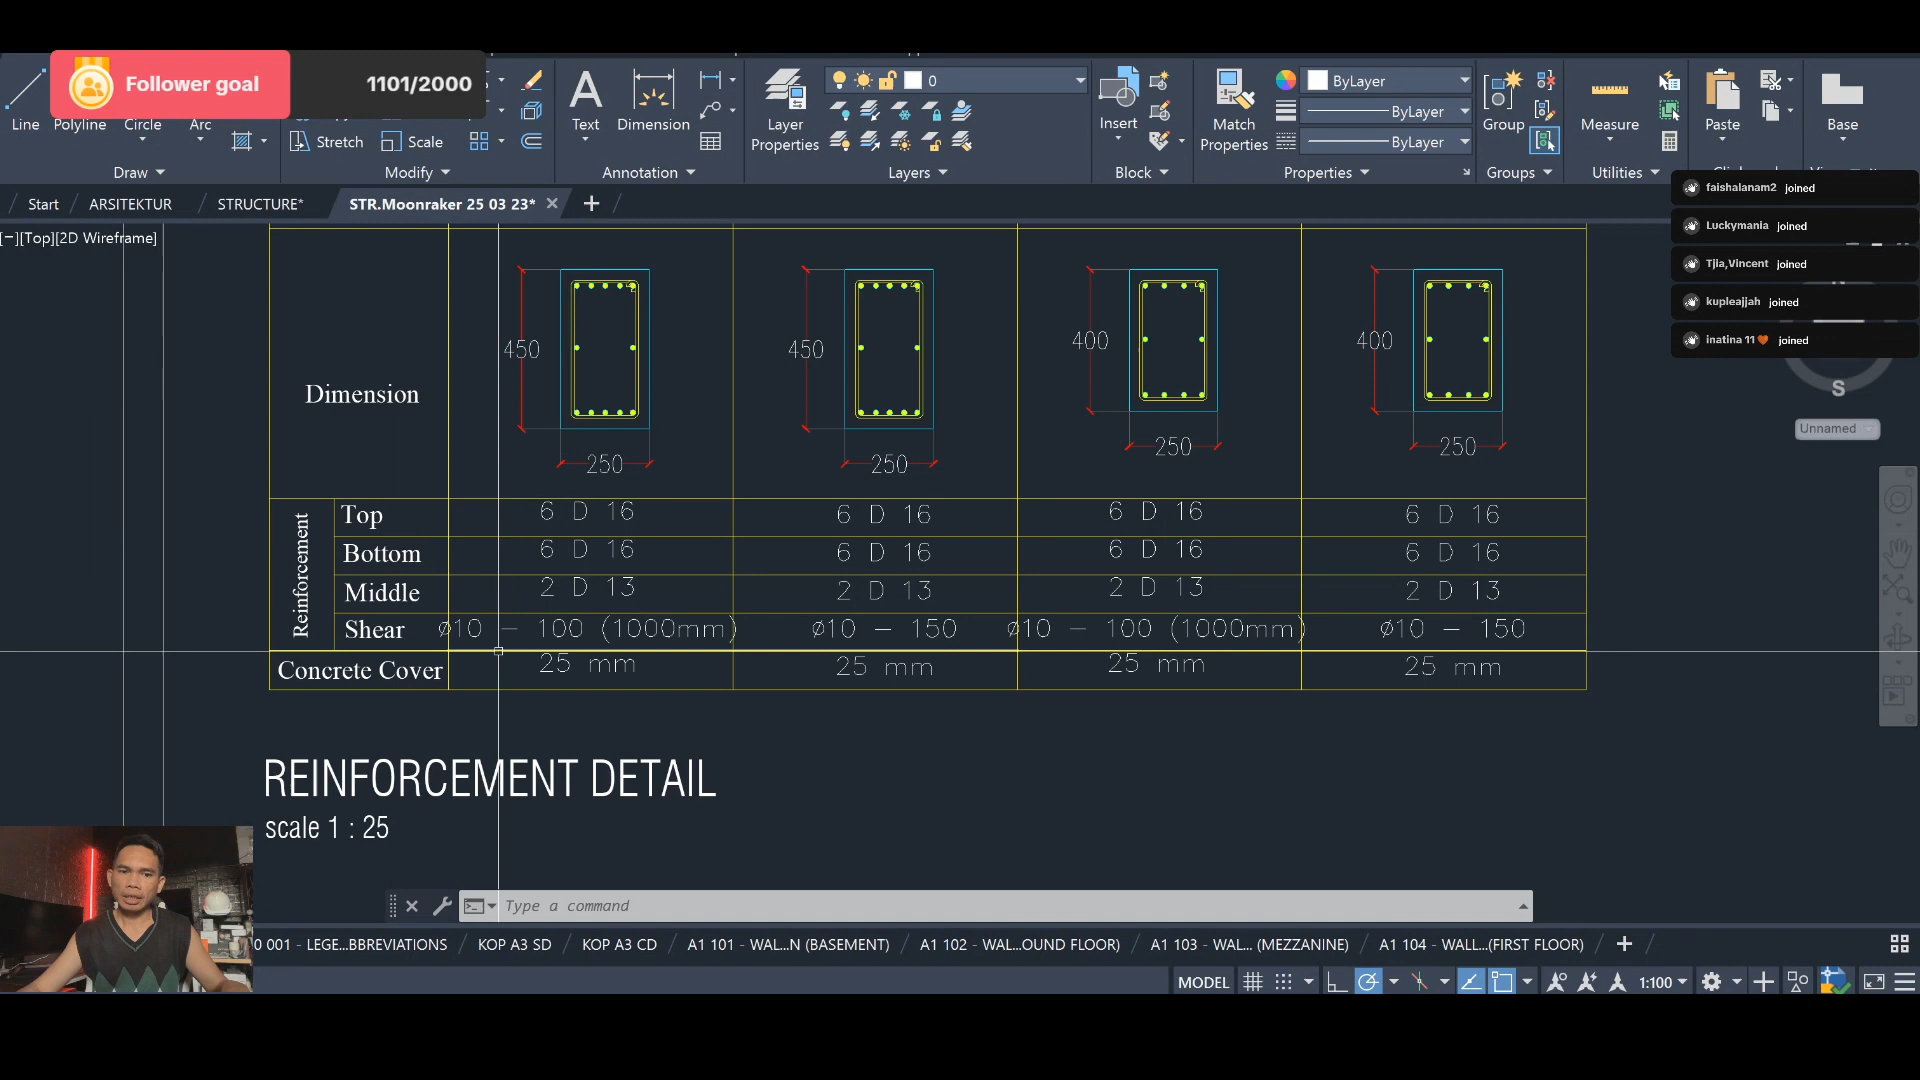 Follower goal 1101/2000
Line Polyline Circle Arc
Stretch Scale
Text Dimension
Layer Properties
0
Insert
Match Properties
ByLayer
ByLayer
ByLayer
Group Measure Paste Base
Draw Modify Annotation Layers Block Properties Groups Utilities
Start ARSITEKTUR STRUCTURE* STR.Moonraker 25 03 23*
[−][Top][2D Wireframe]
faishalanam2 joined
Luckymania joined
Tjia,Vincent joined
kupleajjah joined
inatina 11🧡 joined
S
Unnamed
Dimension
450 450 400 400
250 250 250 250
Reinforcement
Top 6 D 16 6 D 16 6 D 16 6 D 16
Bottom 6 D 16 6 D 16 6 D 16 6 D 16
Middle 2 D 13 2 D 13 2 D 13 2 D 13
Shear ø10 – 100 (1000mm) ø10 – 150 ø10 – 100 (1000mm) ø10 – 150
Concrete Cover 25 mm 25 mm 25 mm 25 mm
REINFORCEMENT DETAIL
scale 1 : 25
Type a command
0 001 - LEGE...BBREVIATIONS KOP A3 SD KOP A3 CD A1 101 - WAL...N (BASEMENT) A1 102 - WAL...OUND FLOOR) A1 103 - WAL... (MEZZANINE) A1 104 - WALL...(FIRST FLOOR)
MODEL 1:100